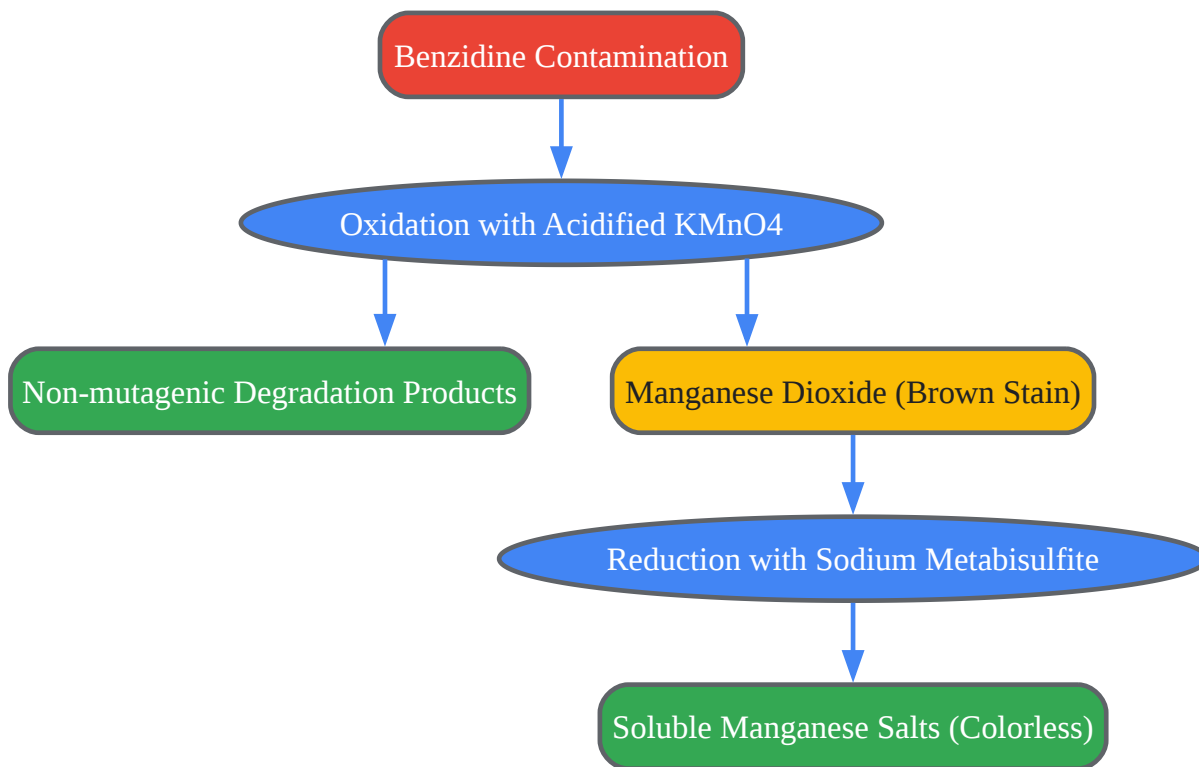 Benzidine Contamination
Oxidation with Acidified KMnO4
Non-mutagenic Degradation Products
Manganese Dioxide (Brown Stain)
Reduction with Sodium Metabisulfite
Soluble Manganese Salts (Colorless)